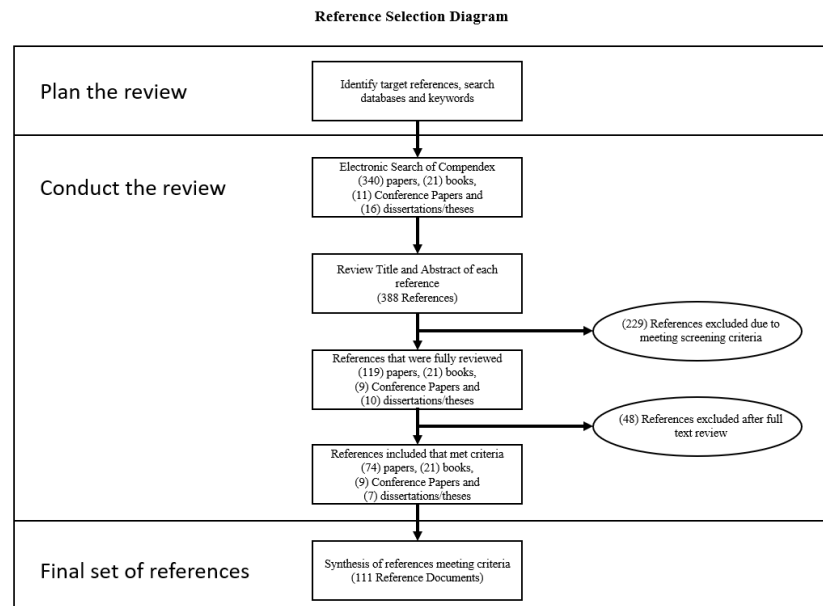 Reference Selection Diagram
Plan the review
Identify target references, search
databases and keywords
Conduct the review
Electronic Search of Compendex
(340) papers, (21) books,
(11) Conference Papers and
(16) dissertations/theses
Review Title and Abstract of each
reference
(388 References)
(229) References excluded due to
meeting screening criteria
References that were fully reviewed
(119) papers, (21) books,
(9) Conference Papers and
(10) dissertations/theses
(48) References excluded after full
text review
References included that met criteria
(74) papers, (21) books,
(9) Conference Papers and
(7) dissertations/theses
Final set of references
Synthesis of references meeting criteria
(111 Reference Documents)